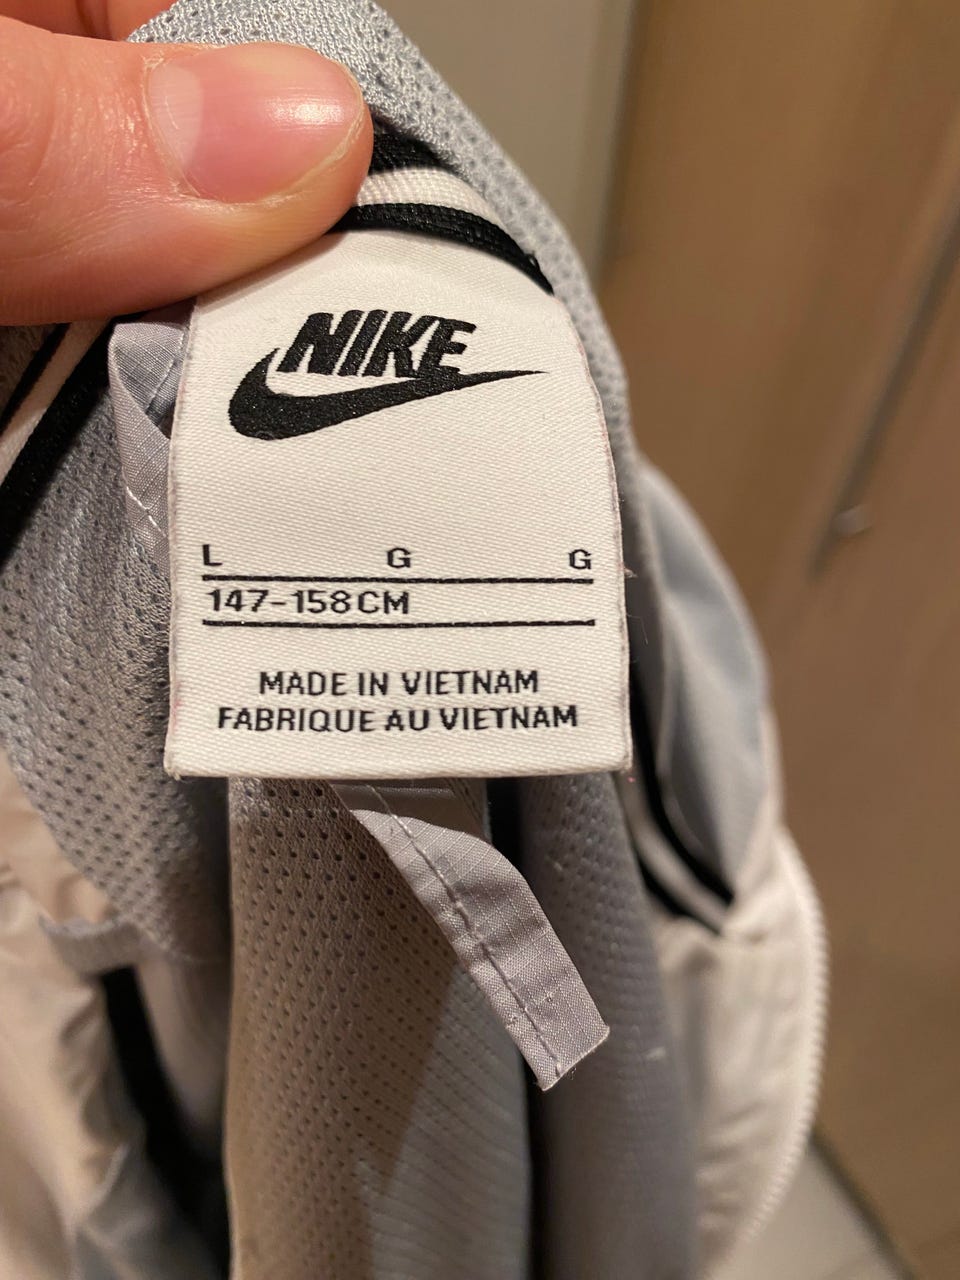 NIKE
L G G
147-158CM
MADE IN VIETNAM
FABRIQUE AU VIETNAM